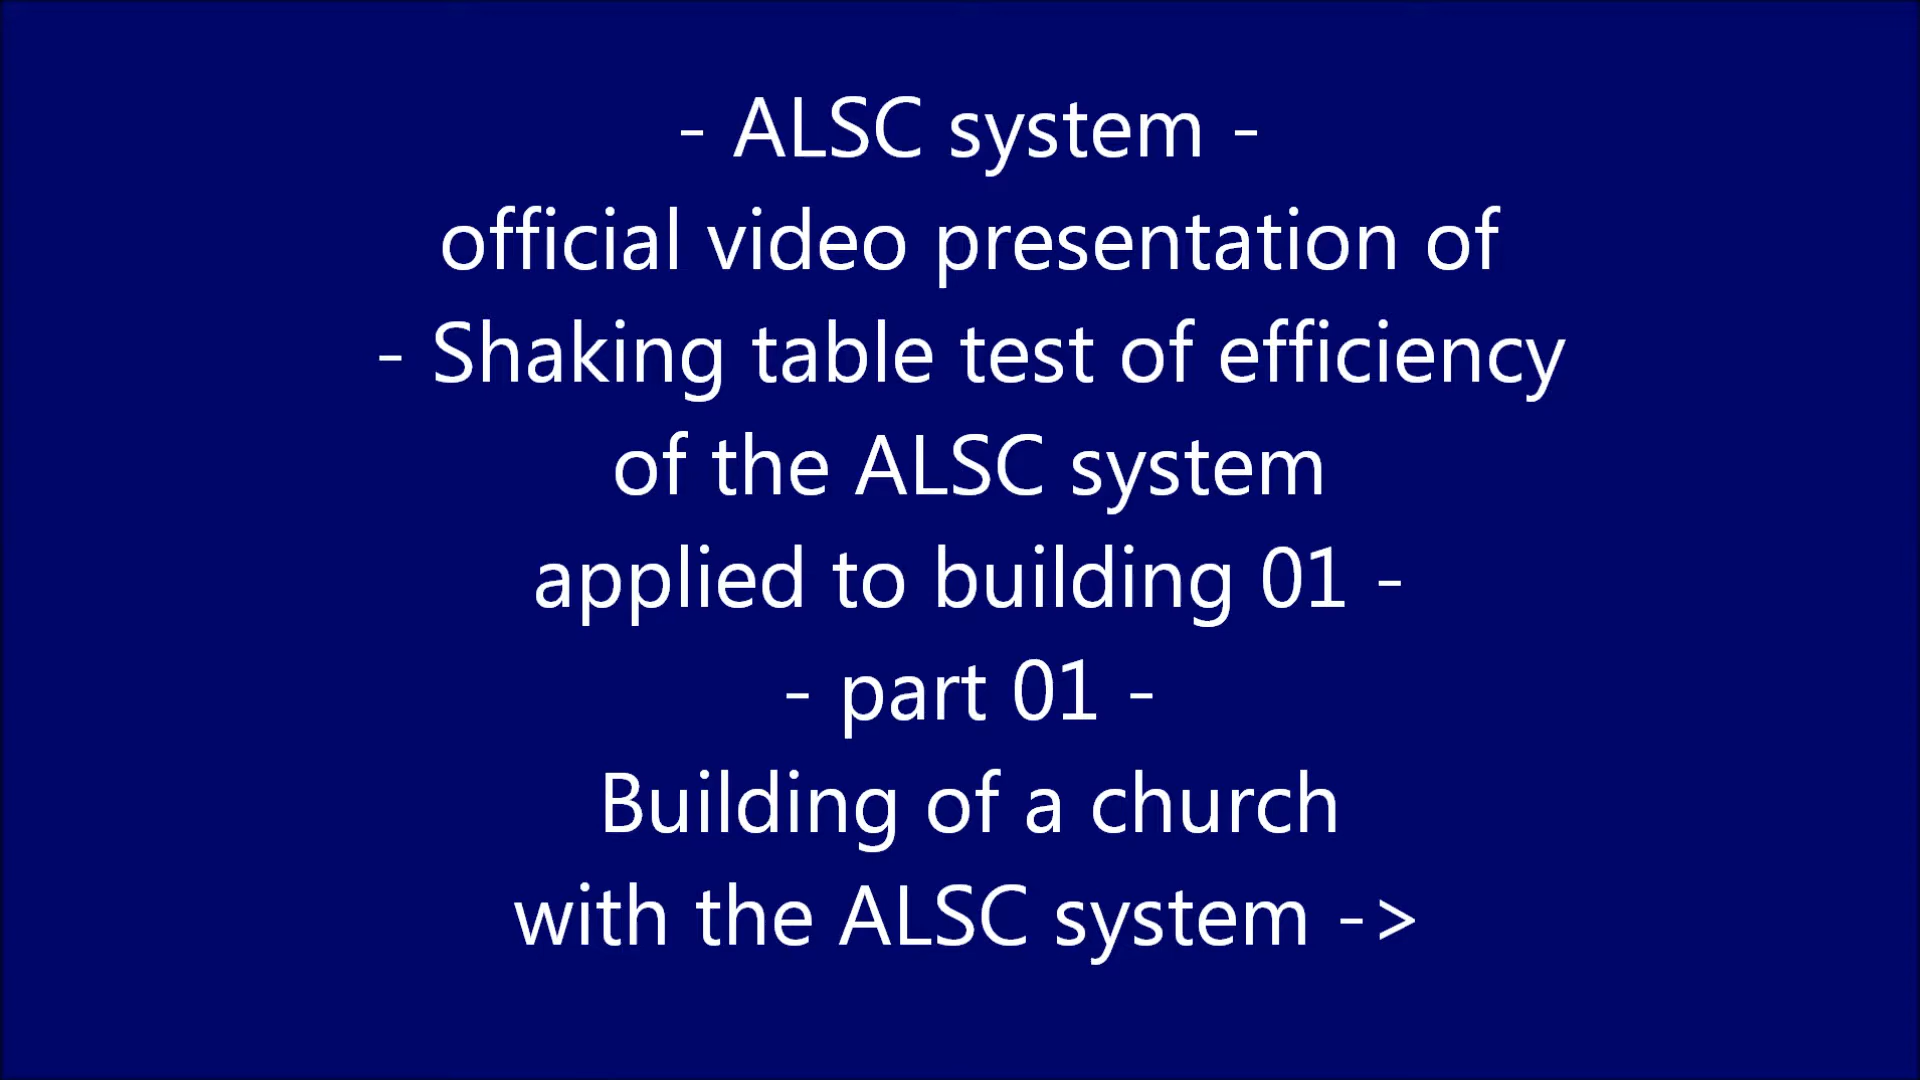 - ALSC system -
official video presentation of
- Shaking table test of efficiency
of the ALSC system
applied to building 01 -
- part 01 -
Building of a church
with the ALSC system ->